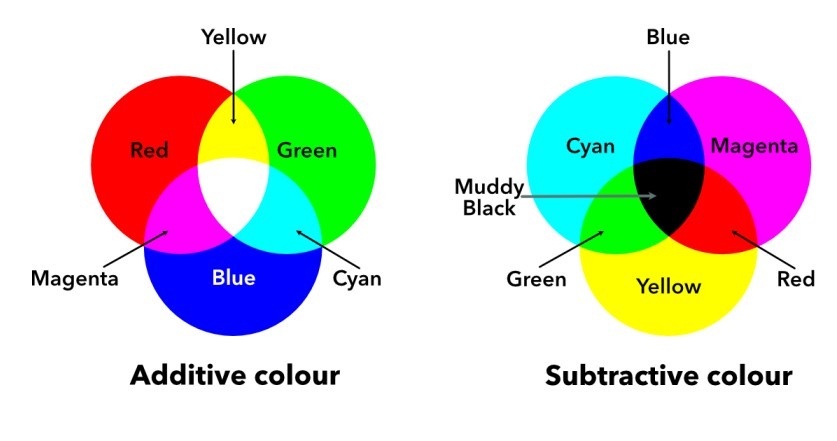 Yellow
Red
Green
Magenta
Blue
Cyan
Additive colour
Blue
Cyan
Magenta
Muddy
Black
Green
Yellow
Red
Subtractive colour